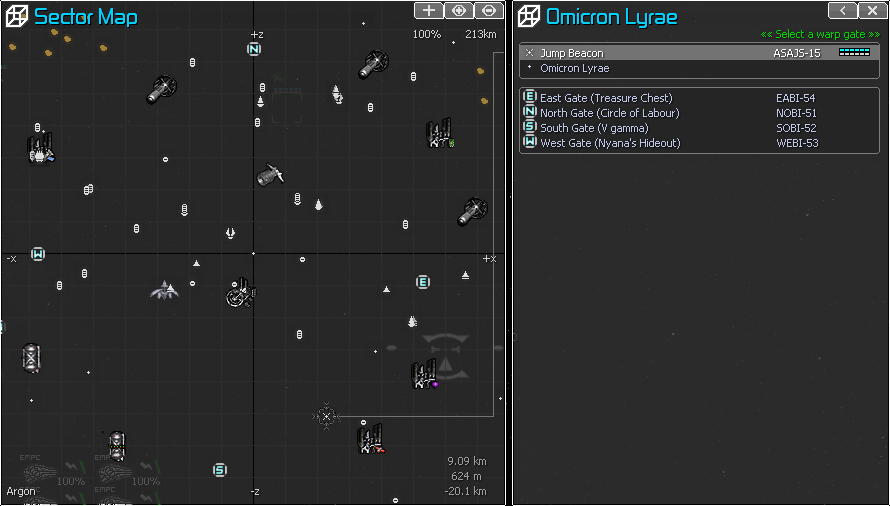 Sector Map
+z
N
100%
213km
W
-x
+x
E
S
EMPC
100%
EMPC
100%
Argon
-z
9.09 km
624 m
-20.1 km
Omicron Lyrae
<< Select a warp gate >>
Jump Beacon ASAJS-15
Omicron Lyrae
E East Gate (Treasure Chest) EABI-54
N North Gate (Circle of Labour) NOBI-51
S South Gate (V gamma) SOBI-52
W West Gate (Nyana's Hideout) WEBI-53